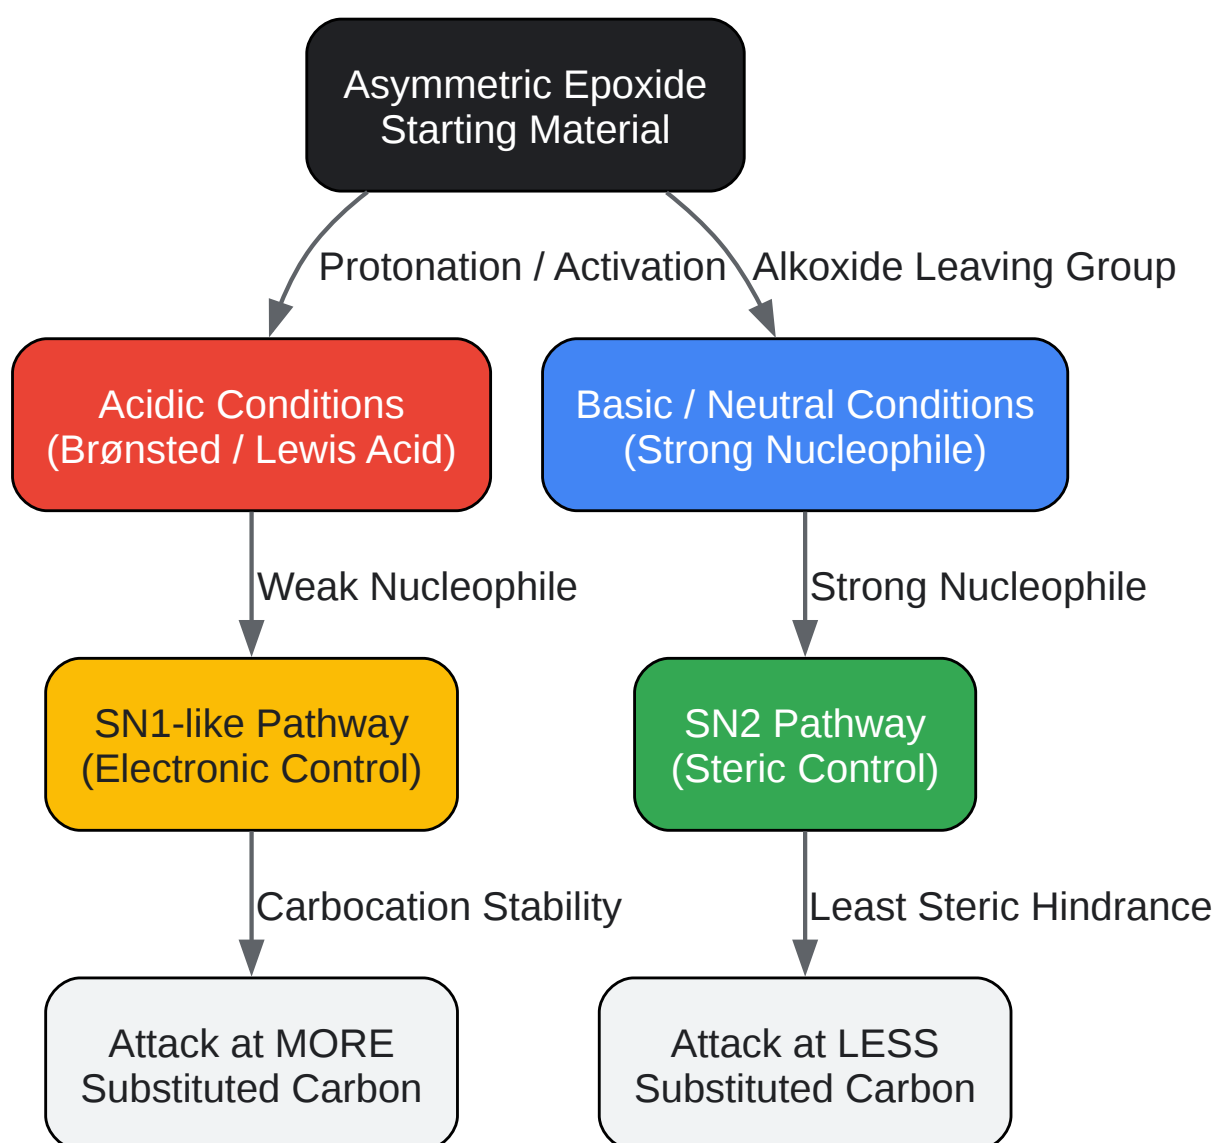 Asymmetric Epoxide
Starting Material
Protonation / Activation
Alkoxide Leaving Group
Acidic Conditions
(Brønsted / Lewis Acid)
Basic / Neutral Conditions
(Strong Nucleophile)
Weak Nucleophile
Strong Nucleophile
SN1-like Pathway
(Electronic Control)
SN2 Pathway
(Steric Control)
Carbocation Stability
Least Steric Hindrance
Attack at MORE
Substituted Carbon
Attack at LESS
Substituted Carbon